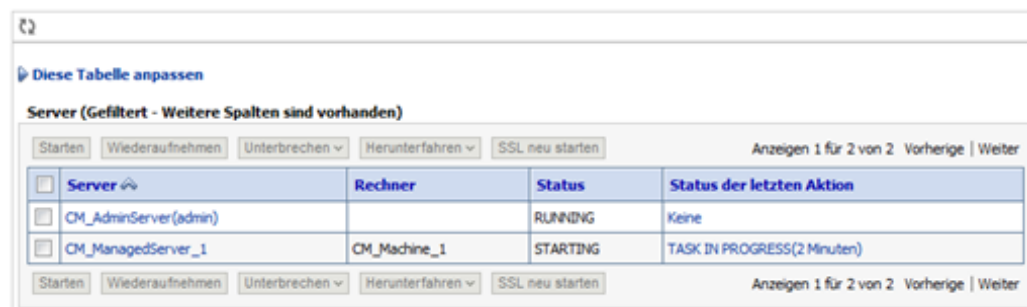 Diese Tabelle anpassen
Server (Gefiltert - Weitere Spalten sind vorhanden)
Starten Wiederaufnehmen Unterbrechen Herunterfahren SSL neu starten Anzeigen 1 für 2 von 2 Vorherige | Weiter
Server Rechner Status Status der letzten Aktion
CM_AdminServer(admin) RUNNING Keine
CM_ManagedServer_1 CM_Machine_1 STARTING TASK IN PROGRESS(2 Minuten)
Starten Wiederaufnehmen Unterbrechen Herunterfahren SSL neu starten Anzeigen 1 für 2 von 2 Vorherige | Weiter